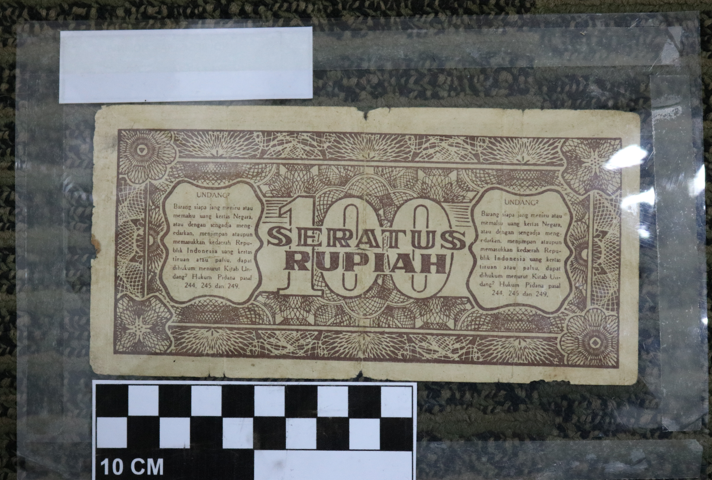 UNDANG²
Barang siapa jang meniru atau
memalsu uang kertas Negara,
atau dengan sengadja menge-
darkan, menjimpan ataupun
memasukkan kedaerah Repu-
blik Indonesia uang kertas
tiruan atau palsu, dapat
dihukum menurut Kitab Un-
dang² Hukum Pidana pasal
244, 245 dan 249.
100
SERATUS
RUPIAH
UNDANG²
Barang siapa jang meniru atau
memalsu uang kertas Negara,
atau dengan sengadja menge-
darkan, menjimpan ataupun
memasukkan kedaerah Repu-
blik Indonesia uang kertas
tiruan atau palsu, dapat
dihukum menurut Kitab Un-
dang² Hukum Pidana pasal
244, 245 dan 249.
10 CM